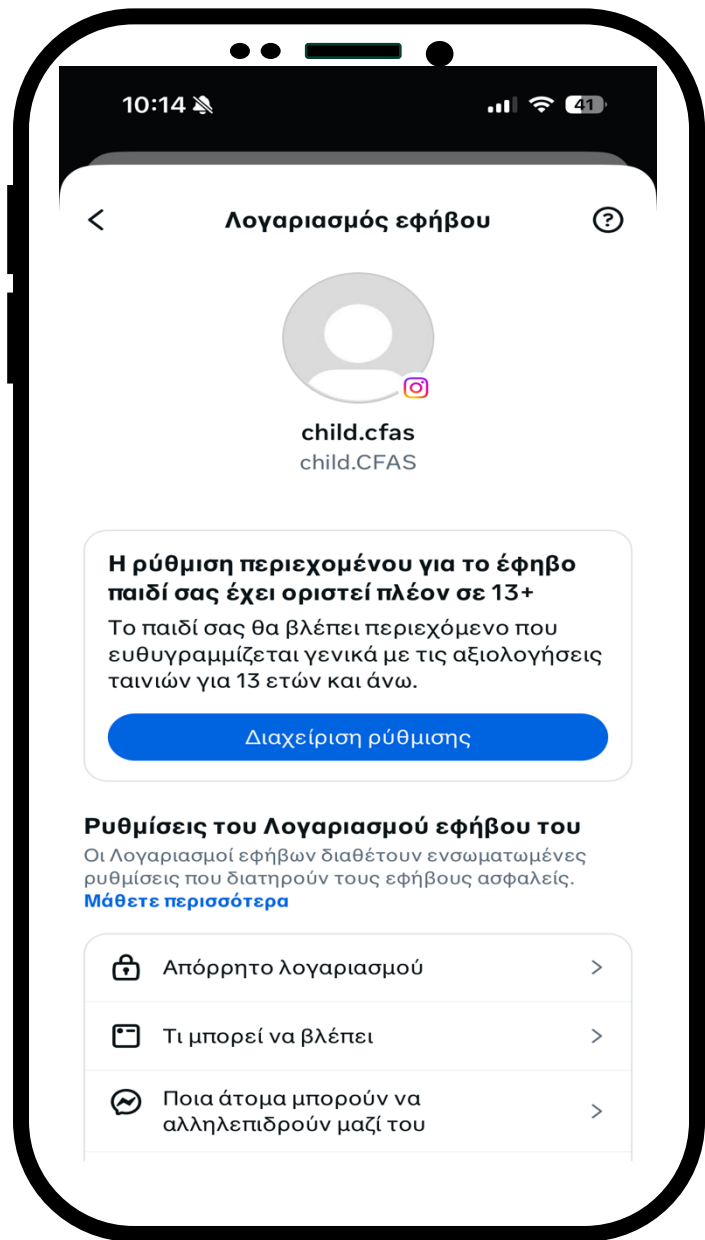 10:14
41
Λογαριασμός εφήβου
child.cfas
child.CFAS
Η ρύθμιση περιεχομένου για το έφηβο
παιδί σας έχει οριστεί πλέον σε 13+
Το παιδί σας θα βλέπει περιεχόμενο που
ευθυγραμμίζεται γενικά με τις αξιολογήσεις
ταινιών για 13 ετών και άνω.
Διαχείριση ρύθμισης
Ρυθμίσεις του Λογαριασμού εφήβου του
Οι Λογαριασμοί εφήβων διαθέτουν ενσωματωμένες
ρυθμίσεις που διατηρούν τους εφήβους ασφαλείς.
Μάθετε περισσότερα
Απόρρητο λογαριασμού
Τι μπορεί να βλέπει
Ποια άτομα μπορούν να
αλληλεπιδρούν μαζί του